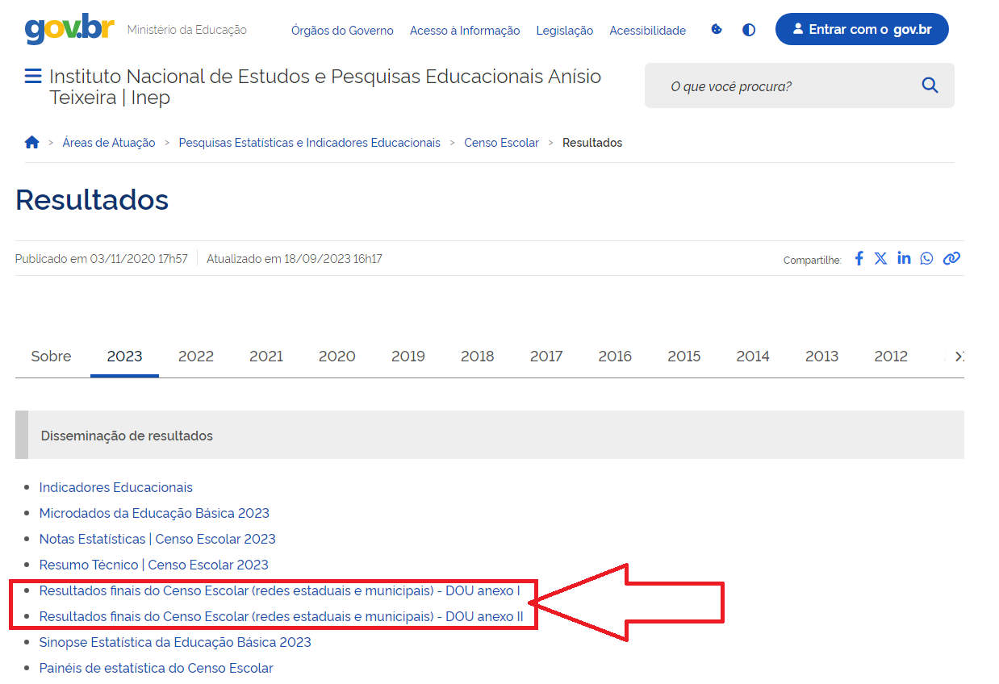 gov.br Ministério da Educação Órgãos do Governo Acesso à Informação Legislação Acessibilidade Entrar com o gov.br
Instituto Nacional de Estudos e Pesquisas Educacionais Anísio
Teixeira | Inep
O que você procura?
> Áreas de Atuação > Pesquisas Estatísticas e Indicadores Educacionais > Censo Escolar > Resultados
Resultados
Publicado em 03/11/2020 17h57 Atualizado em 18/09/2023 16h17 Compartilhe:
Sobre 2023 2022 2021 2020 2019 2018 2017 2016 2015 2014 2013 2012
Disseminação de resultados
Indicadores Educacionais
Microdados da Educação Básica 2023
Notas Estatísticas | Censo Escolar 2023
Resumo Técnico | Censo Escolar 2023
Resultados finais do Censo Escolar (redes estaduais e municipais) - DOU anexo I
Resultados finais do Censo Escolar (redes estaduais e municipais) - DOU anexo II
Sinopse Estatística da Educação Básica 2023
Painéis de estatística do Censo Escolar